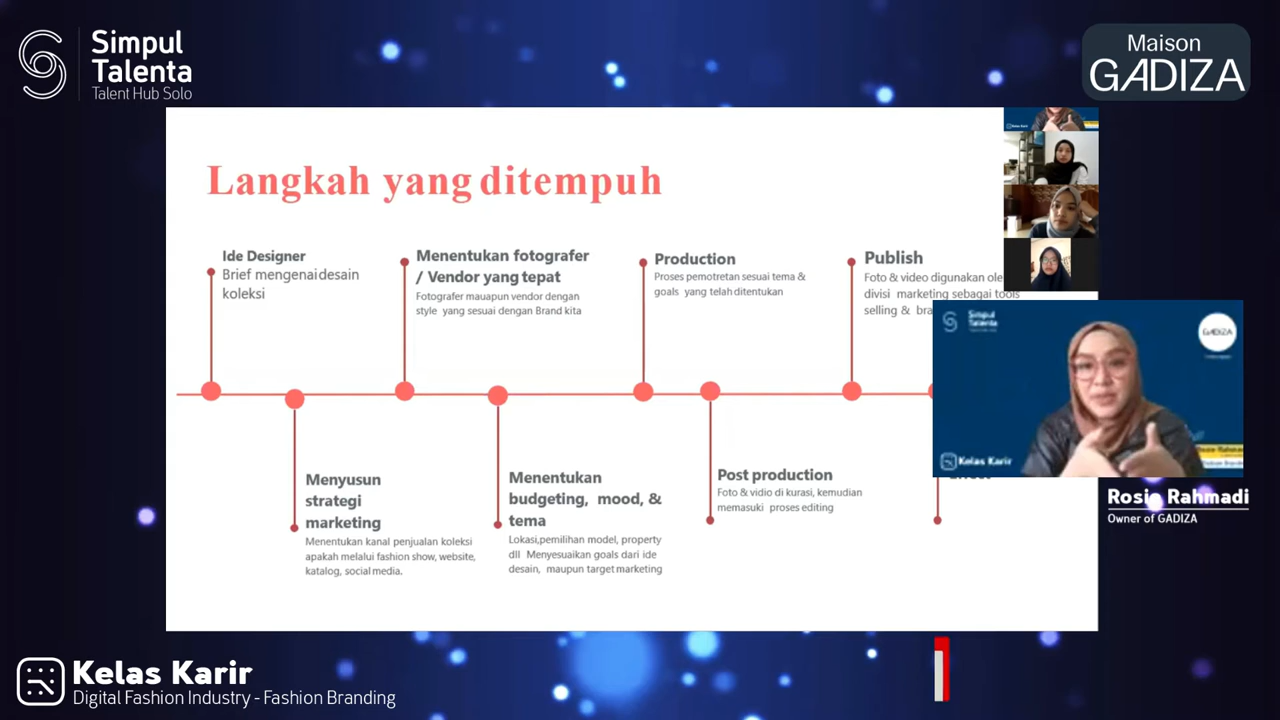 Simpul
Talenta
Talent Hub Solo
Maison
GADIZA
Langkah yang ditempuh
Ide Designer
Brief mengenai desain
koleksi
Menentukan fotografer
/ Vendor yang tepat
Fotografer mauapun vendor dengan
style yang sesuai dengan Brand kita
Production
Proses pemotretan sesuai tema &
goals yang telah ditentukan
Publish
Foto & video digunakan
divisi marketing sebagai tools
selling &
Menyusun
strategi
marketing
Menentukan kanal penjualan koleksi
apakah melalui fashion show, website,
katalog, social media.
Menentukan
budgeting, mood, &
tema
Lokasi,pemilihan model, property
dll Menyesuaikan goals dari ide
desain, maupun target marketing
Post production
Foto & vidio di kurasi, kemudian
memasuki proses editing
Simpul
Talenta
GADIZA
Kelas Karir
Rosie Rahmadi
Owner of GADIZA
Kelas Karir
Digital Fashion Industry - Fashion Branding